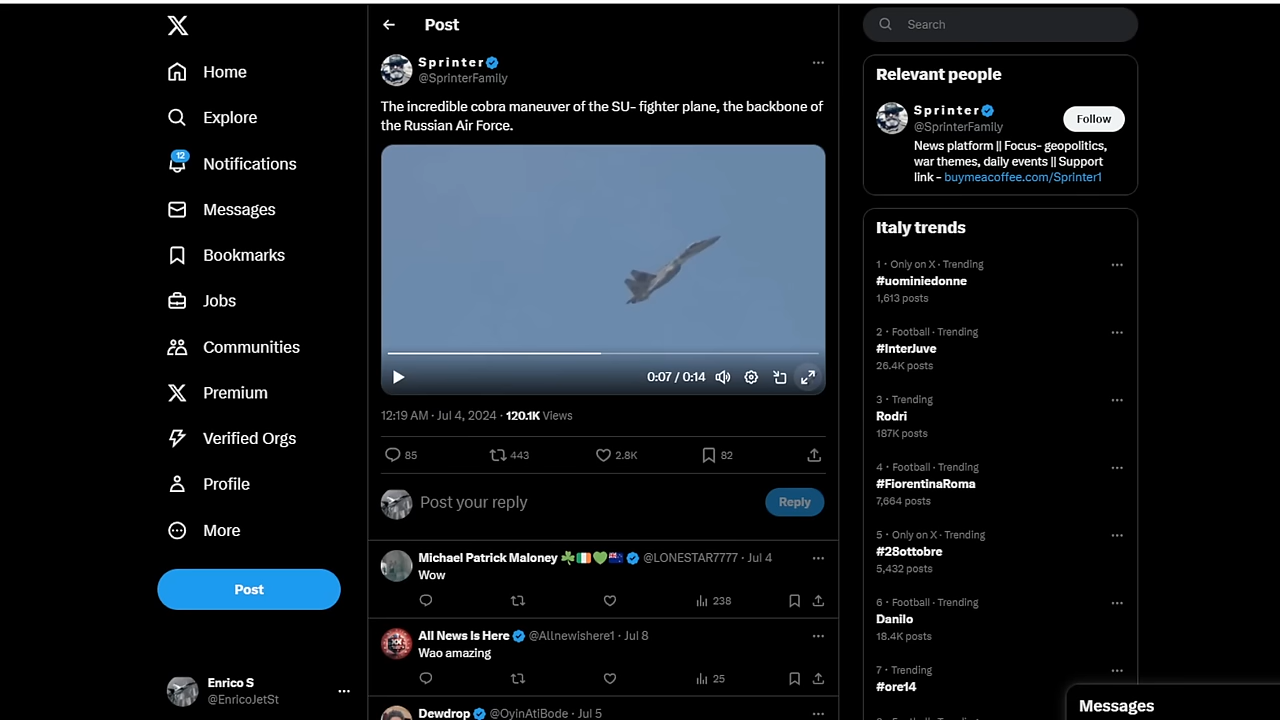 Home
Explore
12
Notifications
Messages
Bookmarks
Jobs
Communities
Premium
Verified Orgs
Profile
More
Post
Enrico S
@EnricoJetSt
Post
Sprinter
@SprinterFamily
The incredible cobra maneuver of the SU- fighter plane, the backbone of
the Russian Air Force.
0:07 / 0:14
12:19 AM · Jul 4, 2024 · 120.1K Views
85
443
2.8K
82
Post your reply
Reply
Michael Patrick Maloney @LONESTAR7777 · Jul 4
Wow
238
All News Is Here @Allnewishere1 · Jul 8
Wao amazing
25
Dewdrop @OyinAtiBode · Jul 5
Search
Relevant people
Sprinter
@SprinterFamily
Follow
News platform || Focus- geopolitics,
war themes, daily events || Support
link - buymeacoffee.com/Sprinter1
Italy trends
1 · Only on X · Trending
#uominiedonne
1,613 posts
2 · Football · Trending
#InterJuve
26.4K posts
3 · Trending
Rodri
187K posts
4 · Football · Trending
#FiorentinaRoma
7,664 posts
5 · Only on X · Trending
#28ottobre
5,432 posts
6 · Football · Trending
Danilo
18.4K posts
7 · Trending
#ore14
Messages